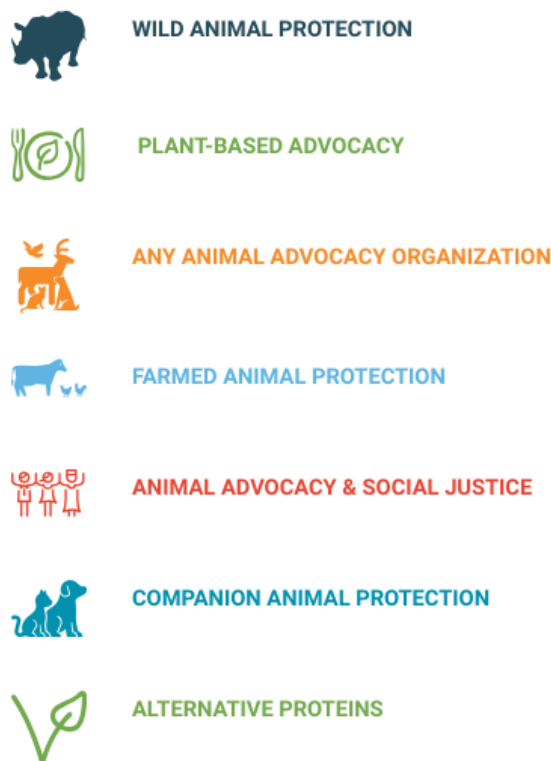 WILD ANIMAL PROTECTION
PLANT-BASED ADVOCACY
ANY ANIMAL ADVOCACY ORGANIZATION
FARMED ANIMAL PROTECTION
ANIMAL ADVOCACY & SOCIAL JUSTICE
COMPANION ANIMAL PROTECTION
ALTERNATIVE PROTEINS